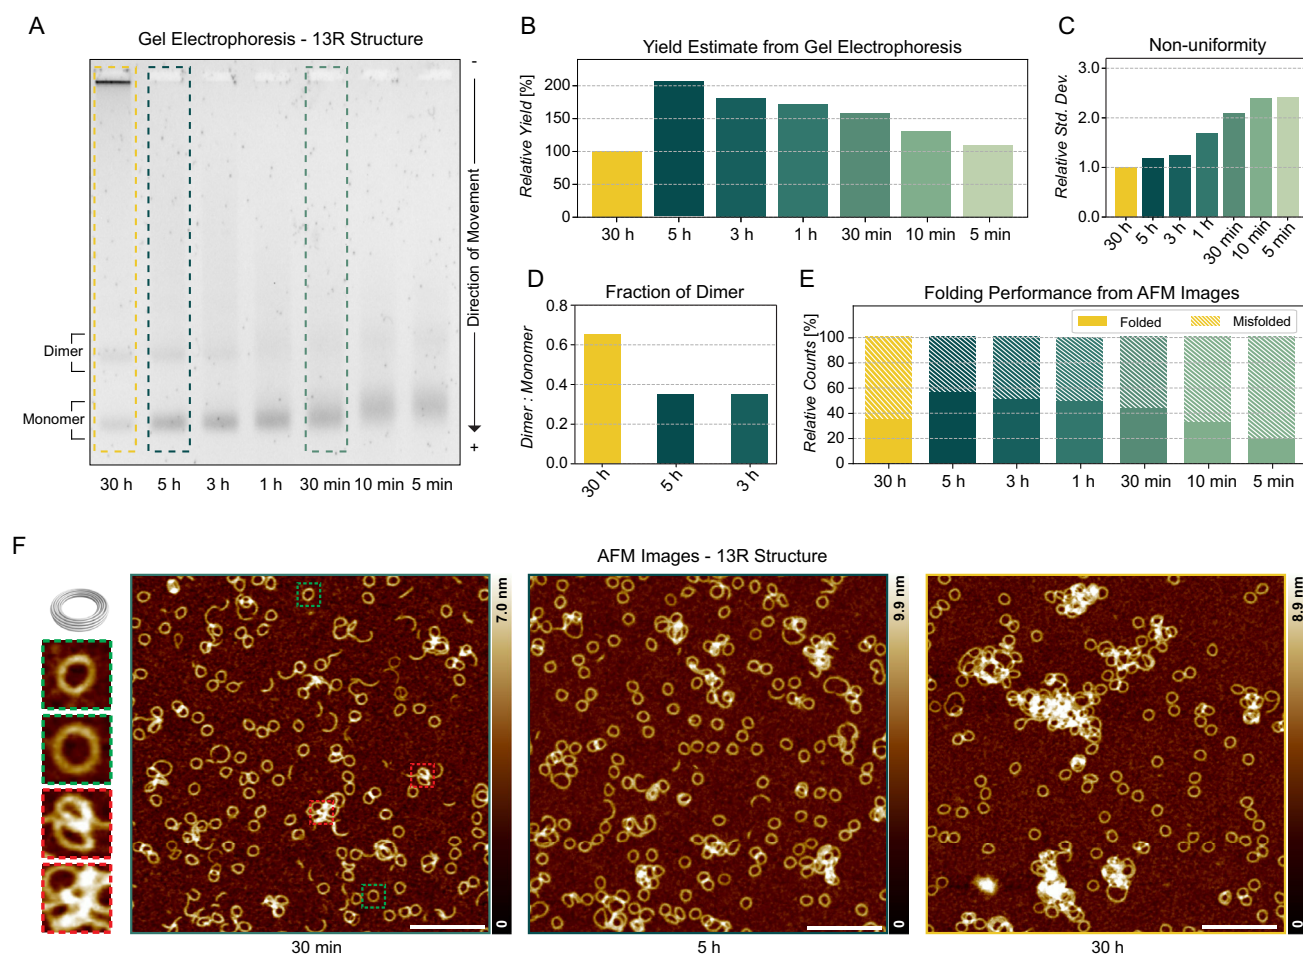 A
Gel Electrophoresis - 13R Structure
-
Direction of Movement
+
Dimer
Monomer
30 h 5 h 3 h 1 h 30 min 10 min 5 min
B
Yield Estimate from Gel Electrophoresis
Relative Yield [%]
200
150
100
50
0
30 h 5 h 3 h 1 h 30 min 10 min 5 min
C
Non-uniformity
Relative Std. Dev.
3.0
2.0
1.0
0.0
30 h 5 h 3 h 1 h 30 min 10 min 5 min
D
Fraction of Dimer
Dimer : Monomer
0.8
0.6
0.4
0.2
0.0
30 h 5 h 3 h
E
Folding Performance from AFM Images
Relative Counts [%]
Folded Misfolded
100
80
60
40
20
0
30 h 5 h 3 h 1 h 30 min 10 min 5 min
F
AFM Images - 13R Structure
7.0 nm
0
9.9 nm
0
8.9 nm
0
30 min 5 h 30 h